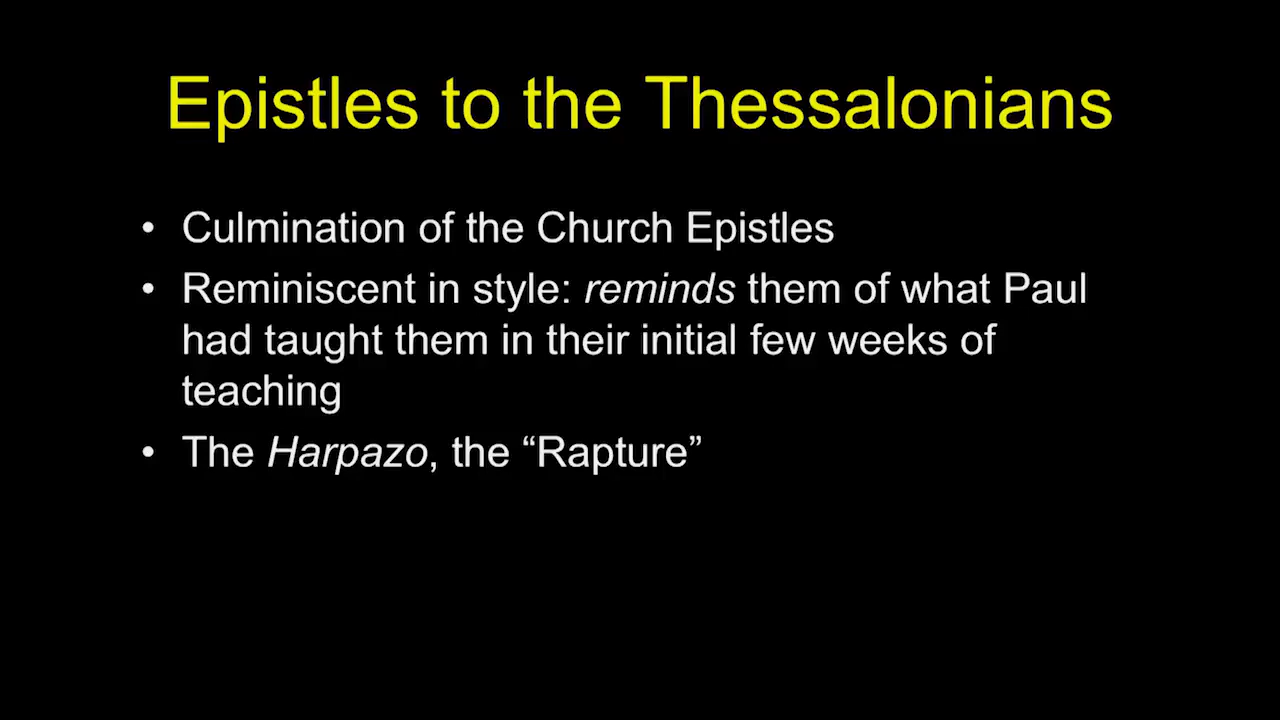 Epistles to the Thessalonians
• Culmination of the Church Epistles
• Reminiscent in style: reminds them of what Paul
had taught them in their initial few weeks of
teaching
• The Harpazo, the “Rapture”